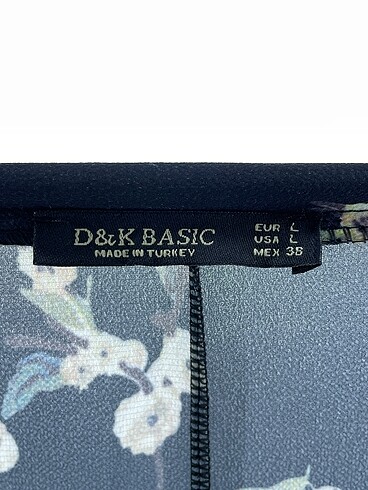 D&K BASIC
MADE IN TURKEY
EUR L
USA L
MEX 38